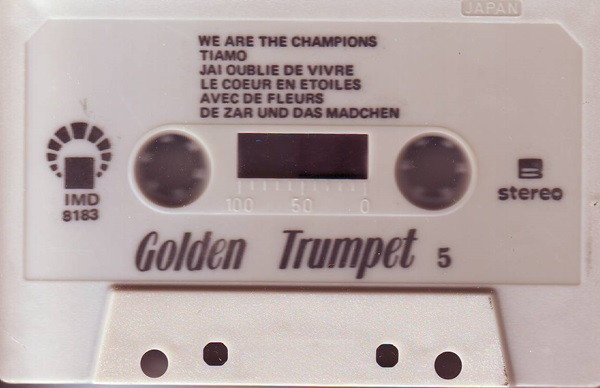 JAPAN
WE ARE THE CHAMPIONS
TIAMO
JAI OUBLIE DE VIVRE
LE COEUR EN ETOILES
AVEC DE FLEURS
DE ZAR UND DAS MADCHEN
IMD
8183
B
stereo
100 50 0
Golden Trumpet 5